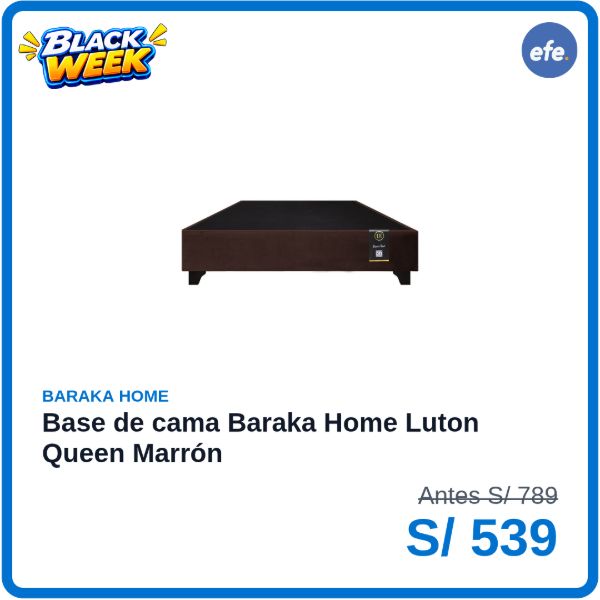 BLACK
WEEK
efe.
BARAKA HOME
Base de cama Baraka Home Luton
Queen Marrón
Antes S/ 789
S/ 539